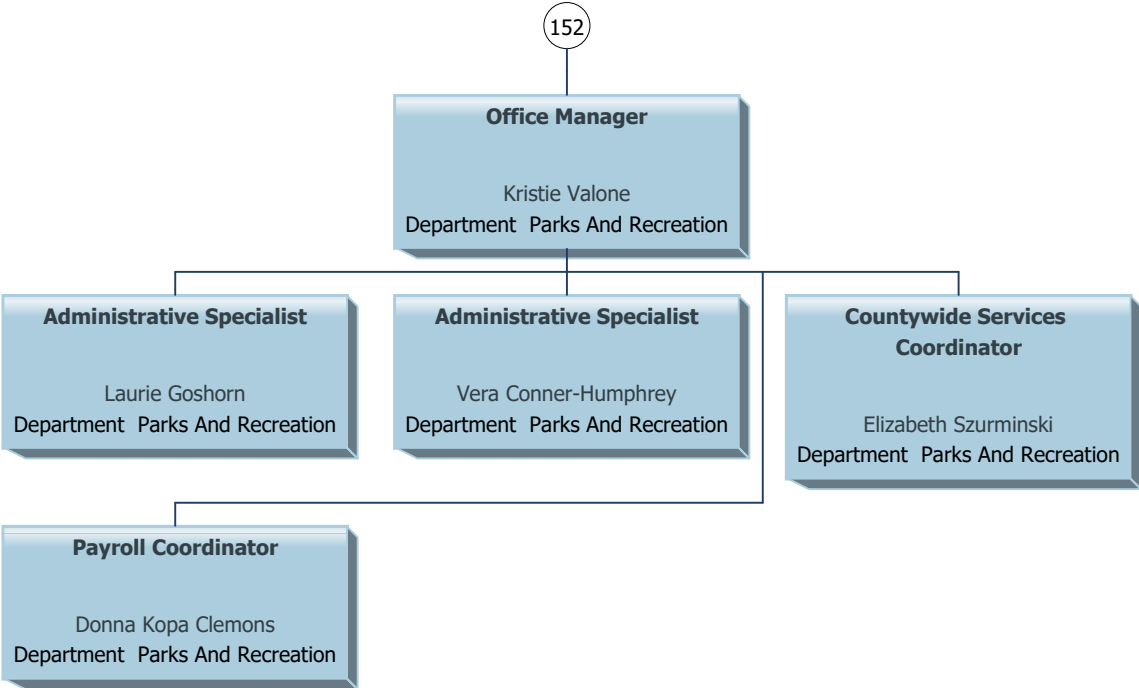 152
Office Manager
Kristie Valone
Department  Parks And Recreation
Administrative Specialist
Laurie Goshorn
Department  Parks And Recreation
Administrative Specialist
Vera Conner-Humphrey
Department  Parks And Recreation
Countywide Services
Coordinator
Elizabeth Szurminski
Department  Parks And Recreation
Payroll Coordinator
Donna Kopa Clemons
Department  Parks And Recreation